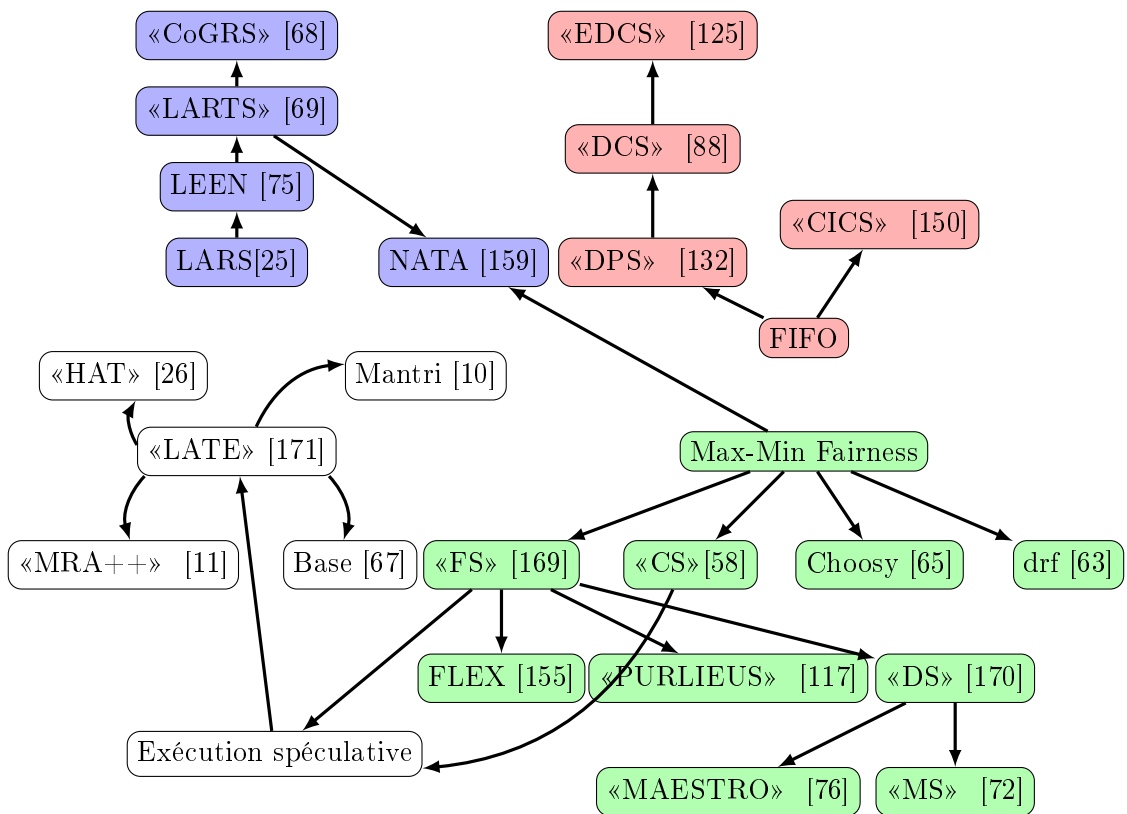 «CoGRS» [68]
«EDCS» [125]
«LARTS» [69]
«DCS» [88]
LEEN [75]
«CICS» [150]
LARS[25]
NATA [159]
«DPS» [132]
FIFO
«HAT» [26]
Mantri [10]
«LATE» [171]
Max-Min Fairness
«MRA++» [11]
Base [67]
«FS» [169]
«CS»[58]
Choosy [65]
drf [63]
FLEX [155]
«PURLIEUS» [117]
«DS» [170]
Exécution spéculative
«MAESTRO» [76]
«MS» [72]